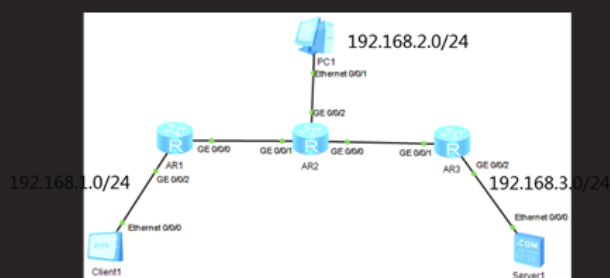 192.168.2.0/24
PC1
Ethernet 0/0/1
GE 0/0/2
R
R
R
GE 0/0/0
GE 0/0/1
GE 0/0/0
GE 0/0/1
AR1
AR2
AR3
GE 0/0/2
192.168.1.0/24
GE 0/0/2
192.168.3.0/24
Ethernet 0/0/0
Ethernet 0/0/0
HTTP
.COM
Client1
Server1